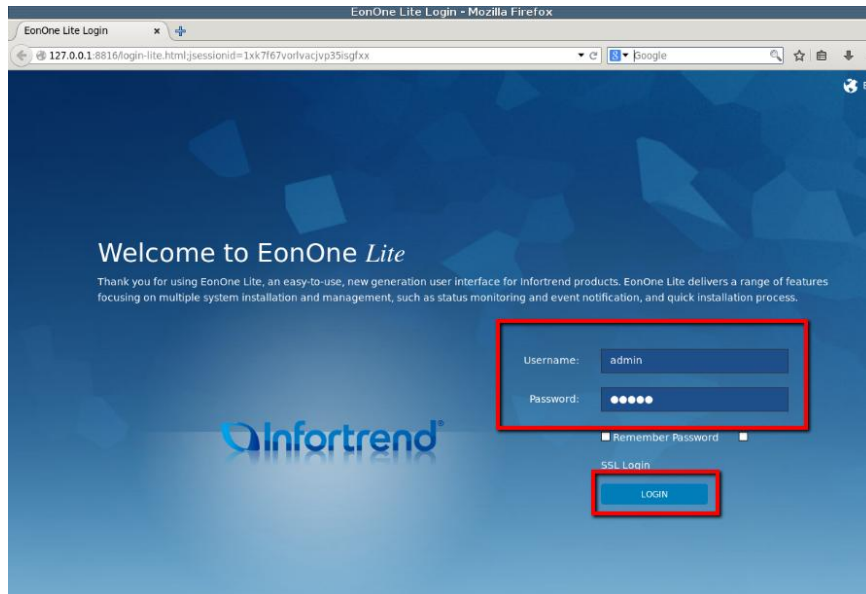 EonOne Lite Login - Mozilla Firefox
EonOne Lite Login
127.0.0.1:8816/login-lite.html;jsessionid=1xk7f67vorlvacjvp35isgfxx
Google
Welcome to EonOne Lite
Thank you for using EonOne Lite, an easy-to-use, new generation user interface for Infortrend products. EonOne Lite delivers a range of features
focusing on multiple system installation and management, such as status monitoring and event notification, and quick installation process.
Username: admin
Password: ●●●●●
Infortrend®
Remember Password
SSL Login
LOGIN